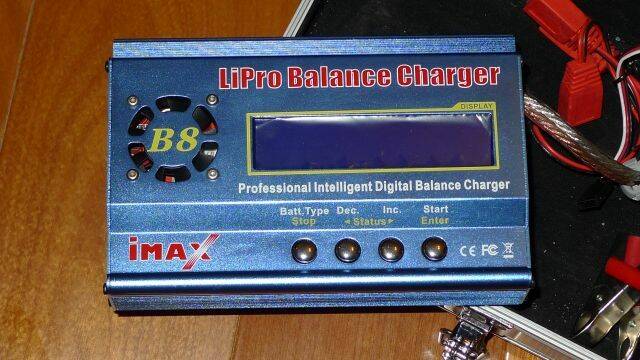 LiPro Balance Charger
DISPLAY
B8
Professional Intelligent Digital Balance Charger
Batt.Type Dec. Inc. Start
Stop ◄ Status ► Enter
iMAX
CE FC